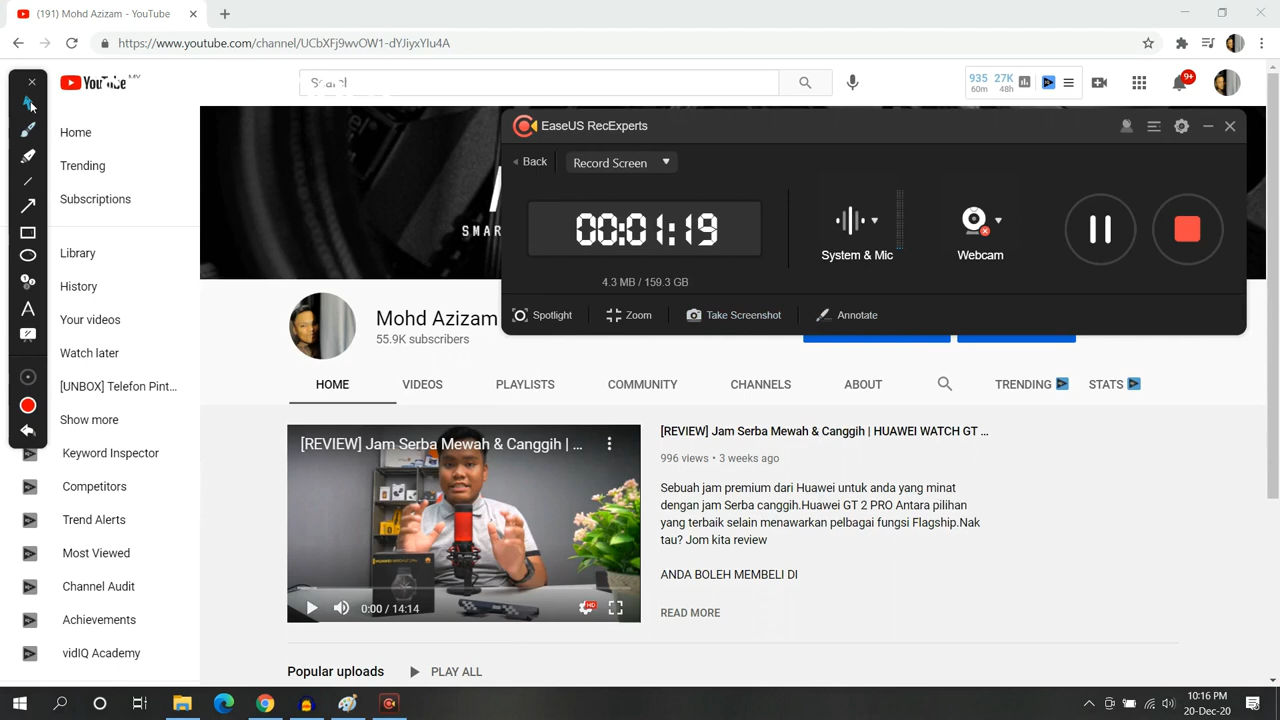 (191) Mohd Azizam - YouTube
https://www.youtube.com/channel/UCbXFj9wvOW1-dYJiyxYIu4A
YouTube MY
Search
935 27K
60m 48h
9+
Home
Trending
Subscriptions
Library
History
Your videos
Watch later
[UNBOX] Telefon Pint...
Show more
Keyword Inspector
Competitors
Trend Alerts
Most Viewed
Channel Audit
Achievements
vidIQ Academy
EaseUS RecExperts
Back
Record Screen
00:01:19
4.3 MB / 159.3 GB
System & Mic
Webcam
Spotlight
Zoom
Take Screenshot
Annotate
Mohd Azizam
55.9K subscribers
HOME VIDEOS PLAYLISTS COMMUNITY CHANNELS ABOUT TRENDING STATS
[REVIEW] Jam Serba Mewah & Canggih | ...
0:00 / 14:14
HD
[REVIEW] Jam Serba Mewah & Canggih | HUAWEI WATCH GT ...
996 views • 3 weeks ago
Sebuah jam premium dari Huawei untuk anda yang minat
dengan jam Serba canggih.Huawei GT 2 PRO Antara pilihan
yang terbaik selain menawarkan pelbagai fungsi Flagship.Nak
tau? Jom kita review
ANDA BOLEH MEMBELI DI
READ MORE
Popular uploads
PLAY ALL
10:16 PM
20-Dec-20